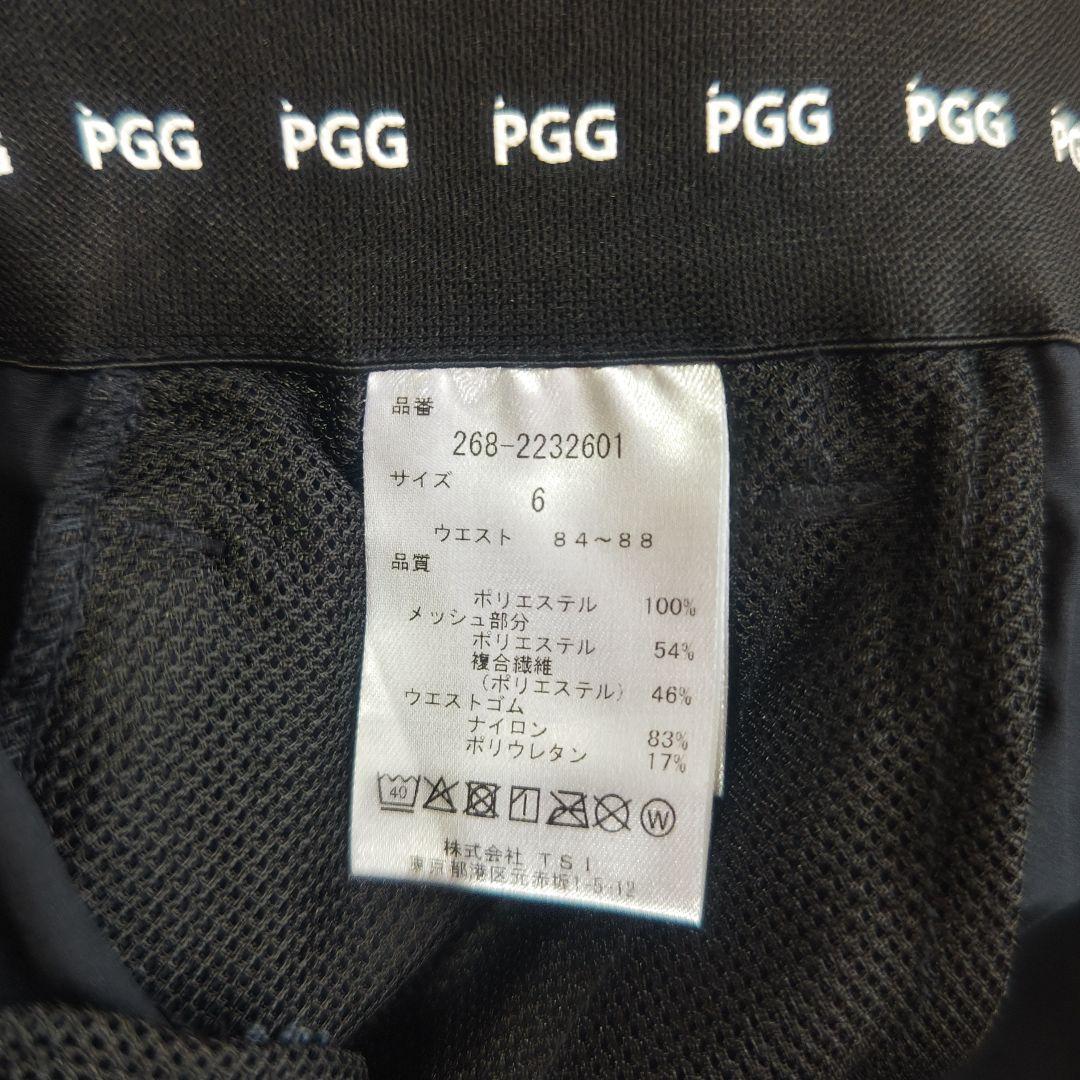 PGG PGG PGG PGG PGG
品番
268-2232601
サイズ
6
ウエスト 84~88
品質
ポリエステル 100%
メッシュ部分
ポリエステル 54%
複合繊維
(ポリエステル) 46%
ウエストゴム
ナイロン 83%
ポリウレタン 17%
40 W
株式会社 TSI
東京都港区元赤坂1-5-12